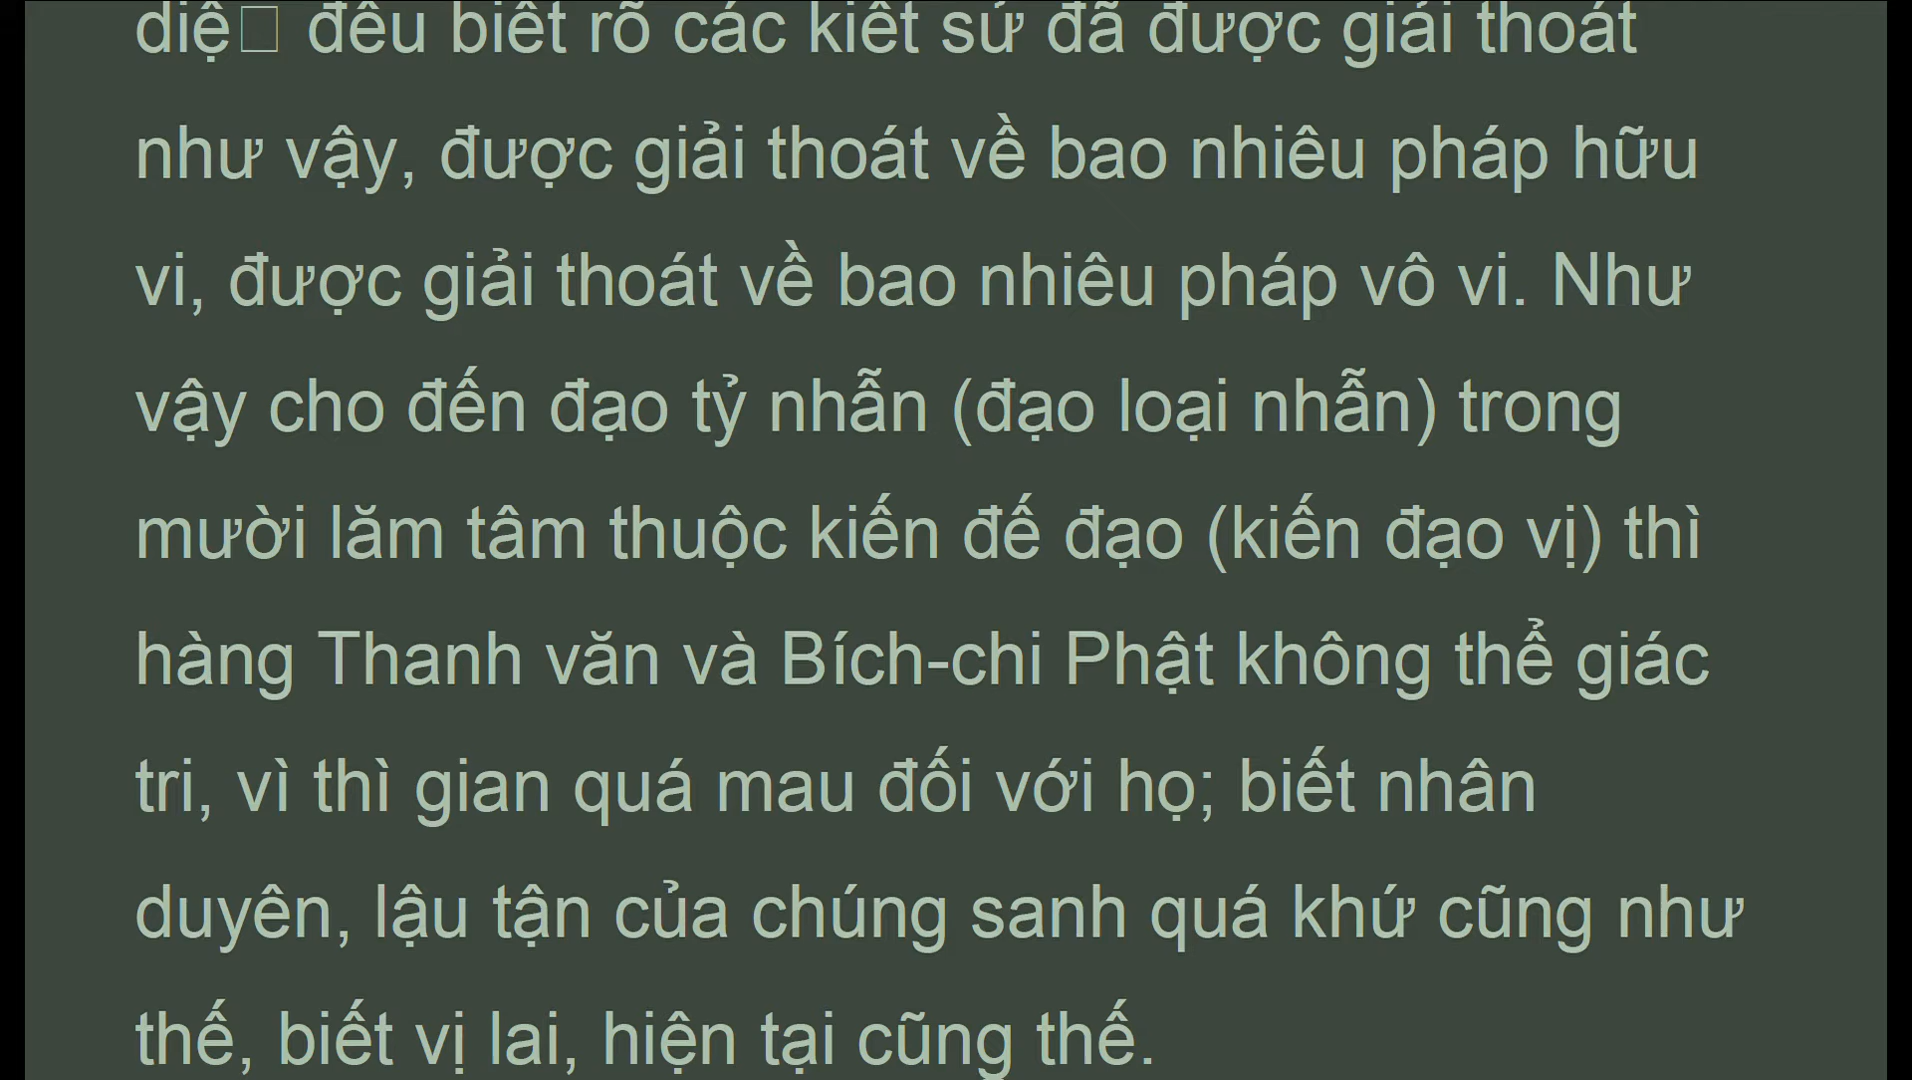 diệ□ đều biết rõ các kiết sử đã được giải thoát
như vậy, được giải thoát về bao nhiêu pháp hữu
vi, được giải thoát về bao nhiêu pháp vô vi. Như
vậy cho đến đạo tỷ nhẫn (đạo loại nhẫn) trong
mười lăm tâm thuộc kiến đế đạo (kiến đạo vị) thì
hàng Thanh văn và Bích-chi Phật không thể giác
tri, vì thì gian quá mau đối với họ; biết nhân
duyên, lậu tận của chúng sanh quá khứ cũng như
thế, biết vị lai, hiện tại cũng thế.